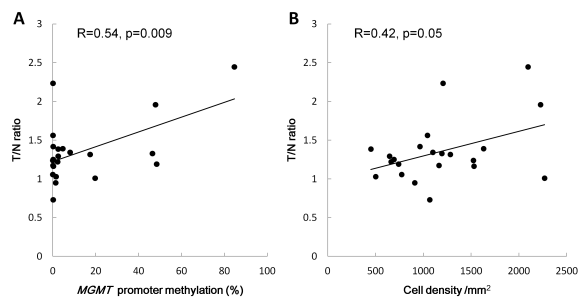 A
B
R=0.54, p=0.009
R=0.42, p=0.05
T/N ratio
3
2.5
2
1.5
1
0.5
0
0 20 40 60 80 100
MGMT promoter methylation (%)
T/N ratio
3
2.5
2
1.5
1
0.5
0
0 500 1000 1500 2000 2500
Cell density /mm²